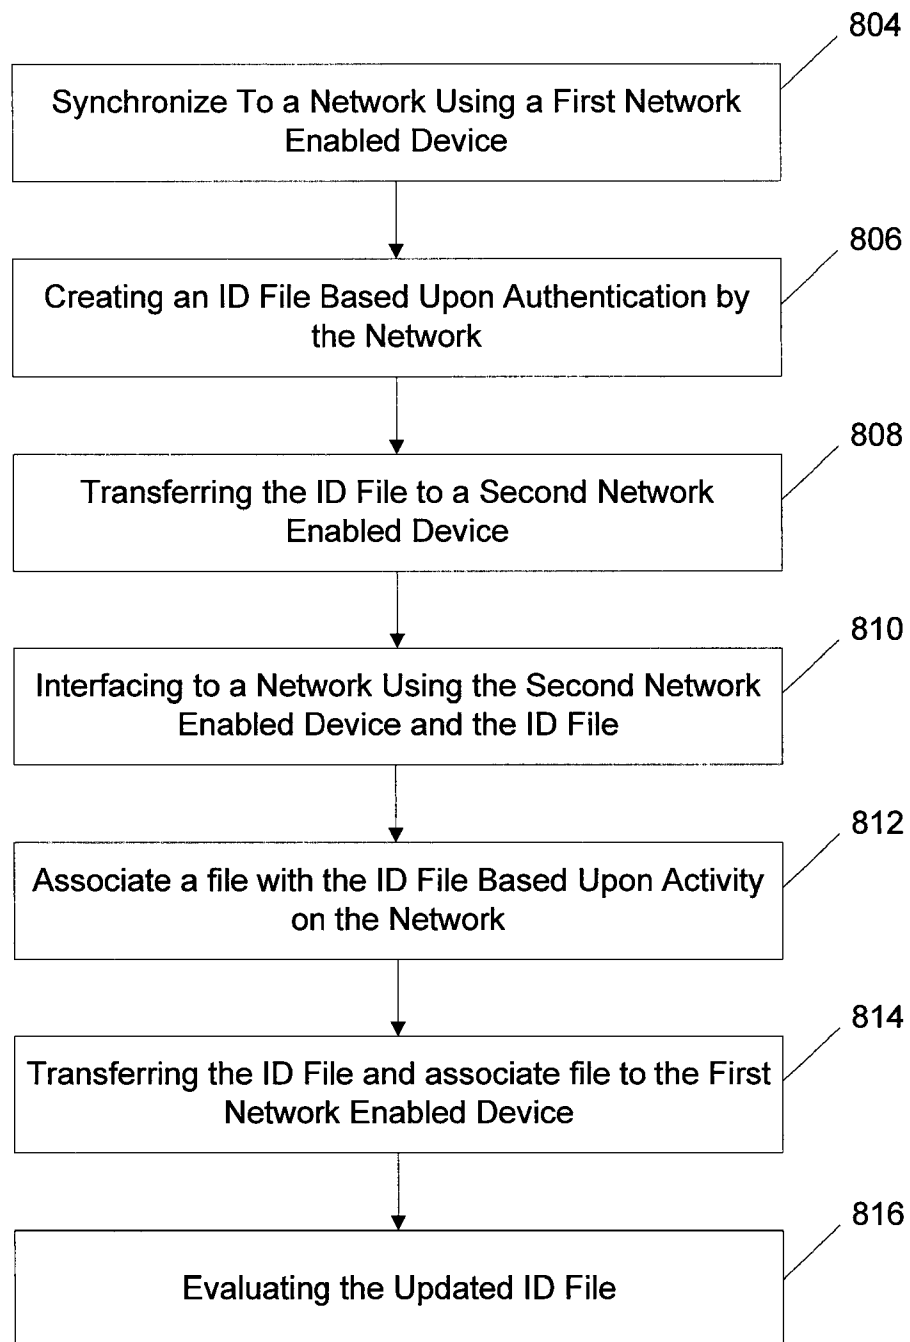 804
Synchronize To a Network Using a First Network
Enabled Device
806
Creating an ID File Based Upon Authentication by
the Network
808
Transferring the ID File to a Second Network
Enabled Device
810
Interfacing to a Network Using the Second Network
Enabled Device and the ID File
812
Associate a file with the ID File Based Upon Activity
on the Network
814
Transferring the ID File and associate file to the First
Network Enabled Device
816
Evaluating the Updated ID File